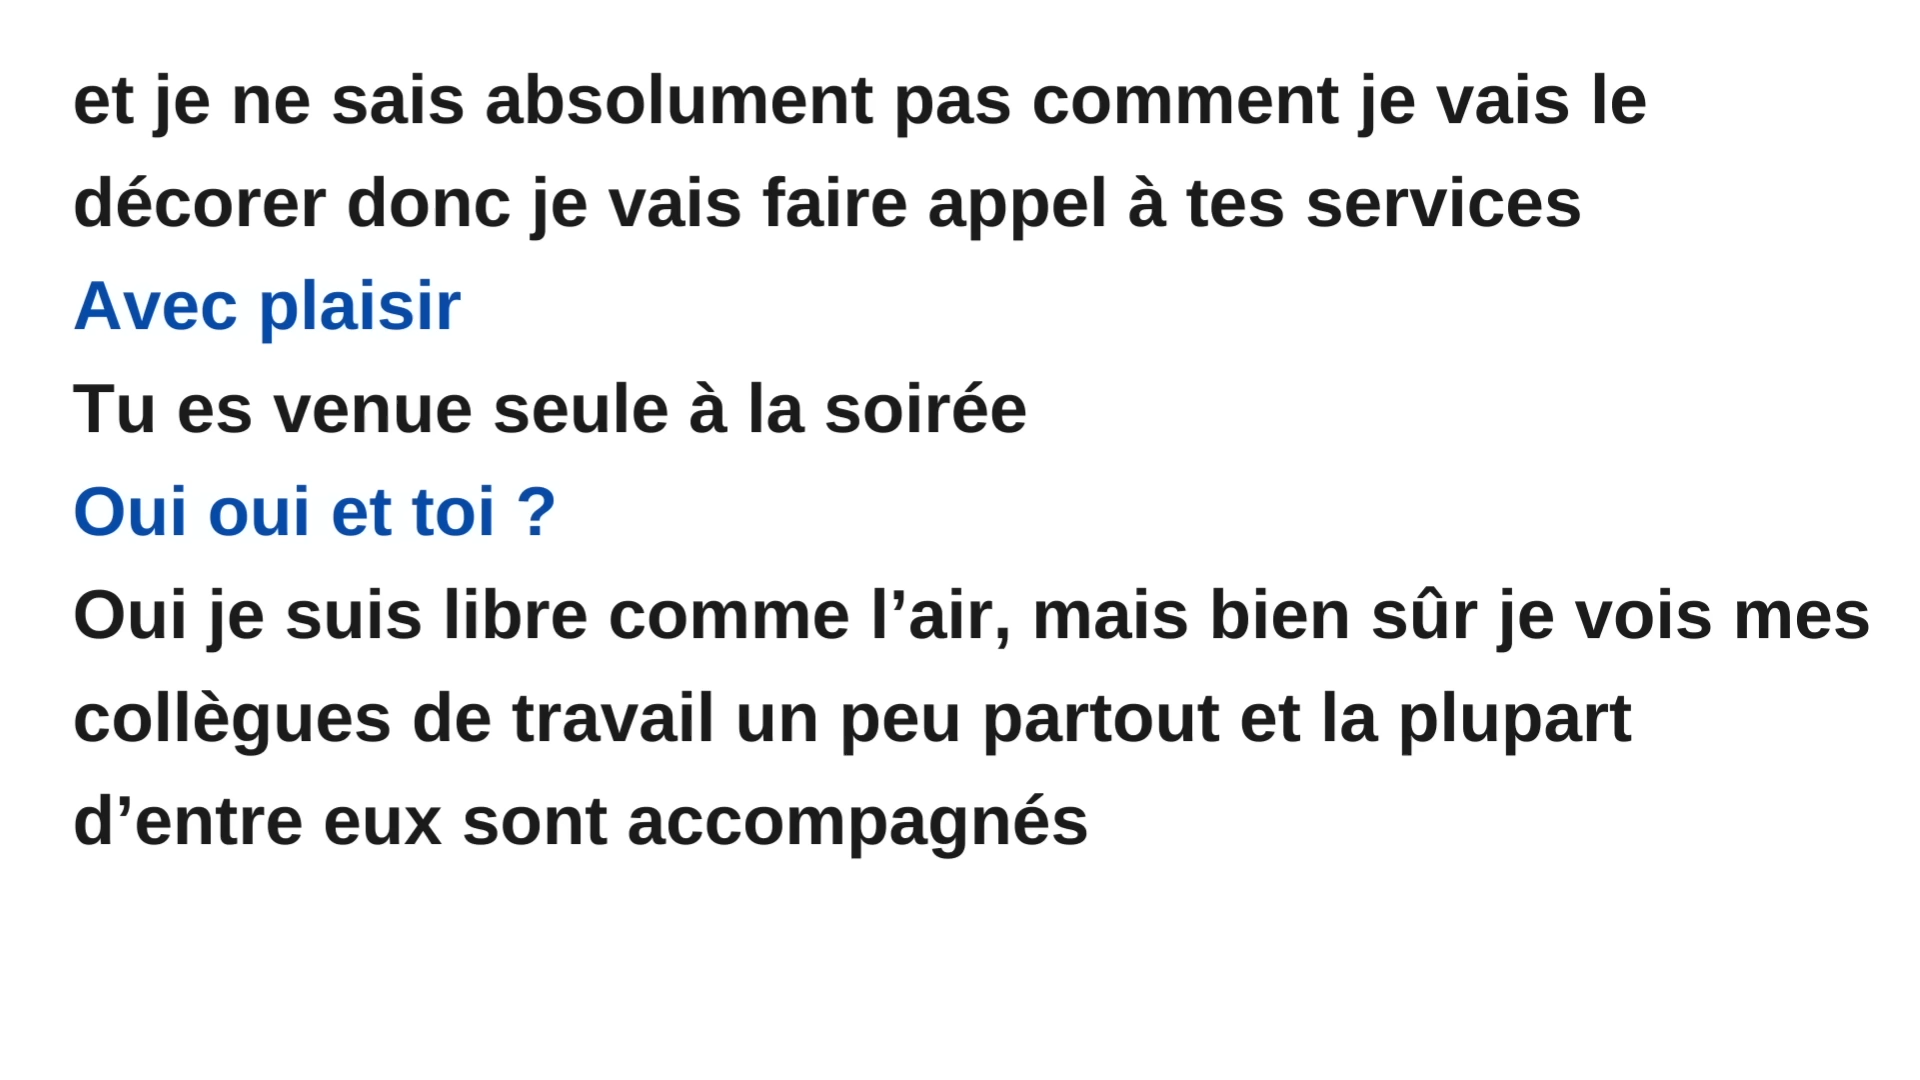 et je ne sais absolument pas comment je vais le
décorer donc je vais faire appel à tes services
Avec plaisir
Tu es venue seule à la soirée
Oui oui et toi ?
Oui je suis libre comme l’air, mais bien sûr je vois mes
collègues de travail un peu partout et la plupart
d’entre eux sont accompagnés